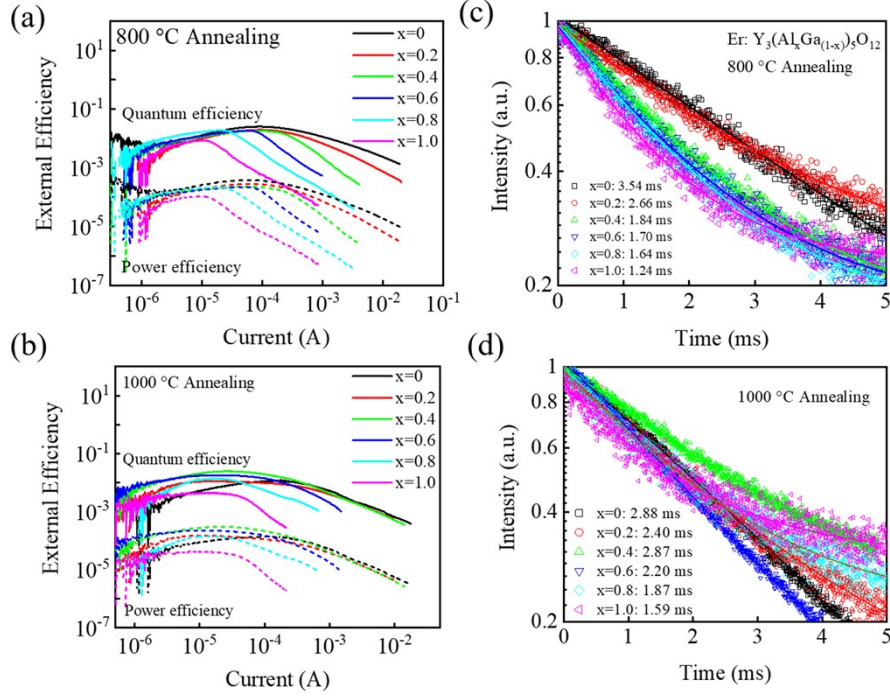 (a)
800 °C Annealing
x=0
x=0.2
x=0.4
x=0.6
x=0.8
x=1.0
Quantum efficiency
Power efficiency
External Efficiency
10¹
10⁻¹
10⁻³
10⁻⁵
10⁻⁷
10⁻⁶
10⁻⁵
10⁻⁴
10⁻³
10⁻²
10⁻¹
Current (A)
(c)
Er: Y₃(AlₓGa₍₁₋ₓ₎)₅O₁₂
800 °C Annealing
x=0: 3.54 ms
x=0.2: 2.66 ms
x=0.4: 1.84 ms
x=0.6: 1.70 ms
x=0.8: 1.64 ms
x=1.0: 1.24 ms
Intensity (a.u.)
1
0.8
0.6
0.4
0.2
0
1
2
3
4
5
Time (ms)
(b)
1000 °C Annealing
x=0
x=0.2
x=0.4
x=0.6
x=0.8
x=1.0
Quantum efficiency
Power efficiency
External Efficiency
10¹
10⁻¹
10⁻³
10⁻⁵
10⁻⁷
10⁻⁶
10⁻⁵
10⁻⁴
10⁻³
10⁻²
Current (A)
(d)
1000 °C Annealing
x=0: 2.88 ms
x=0.2: 2.40 ms
x=0.4: 2.87 ms
x=0.6: 2.20 ms
x=0.8: 1.87 ms
x=1.0: 1.59 ms
Intensity (a.u.)
1
0.8
0.6
0.4
0.2
0
1
2
3
4
5
Time (ms)